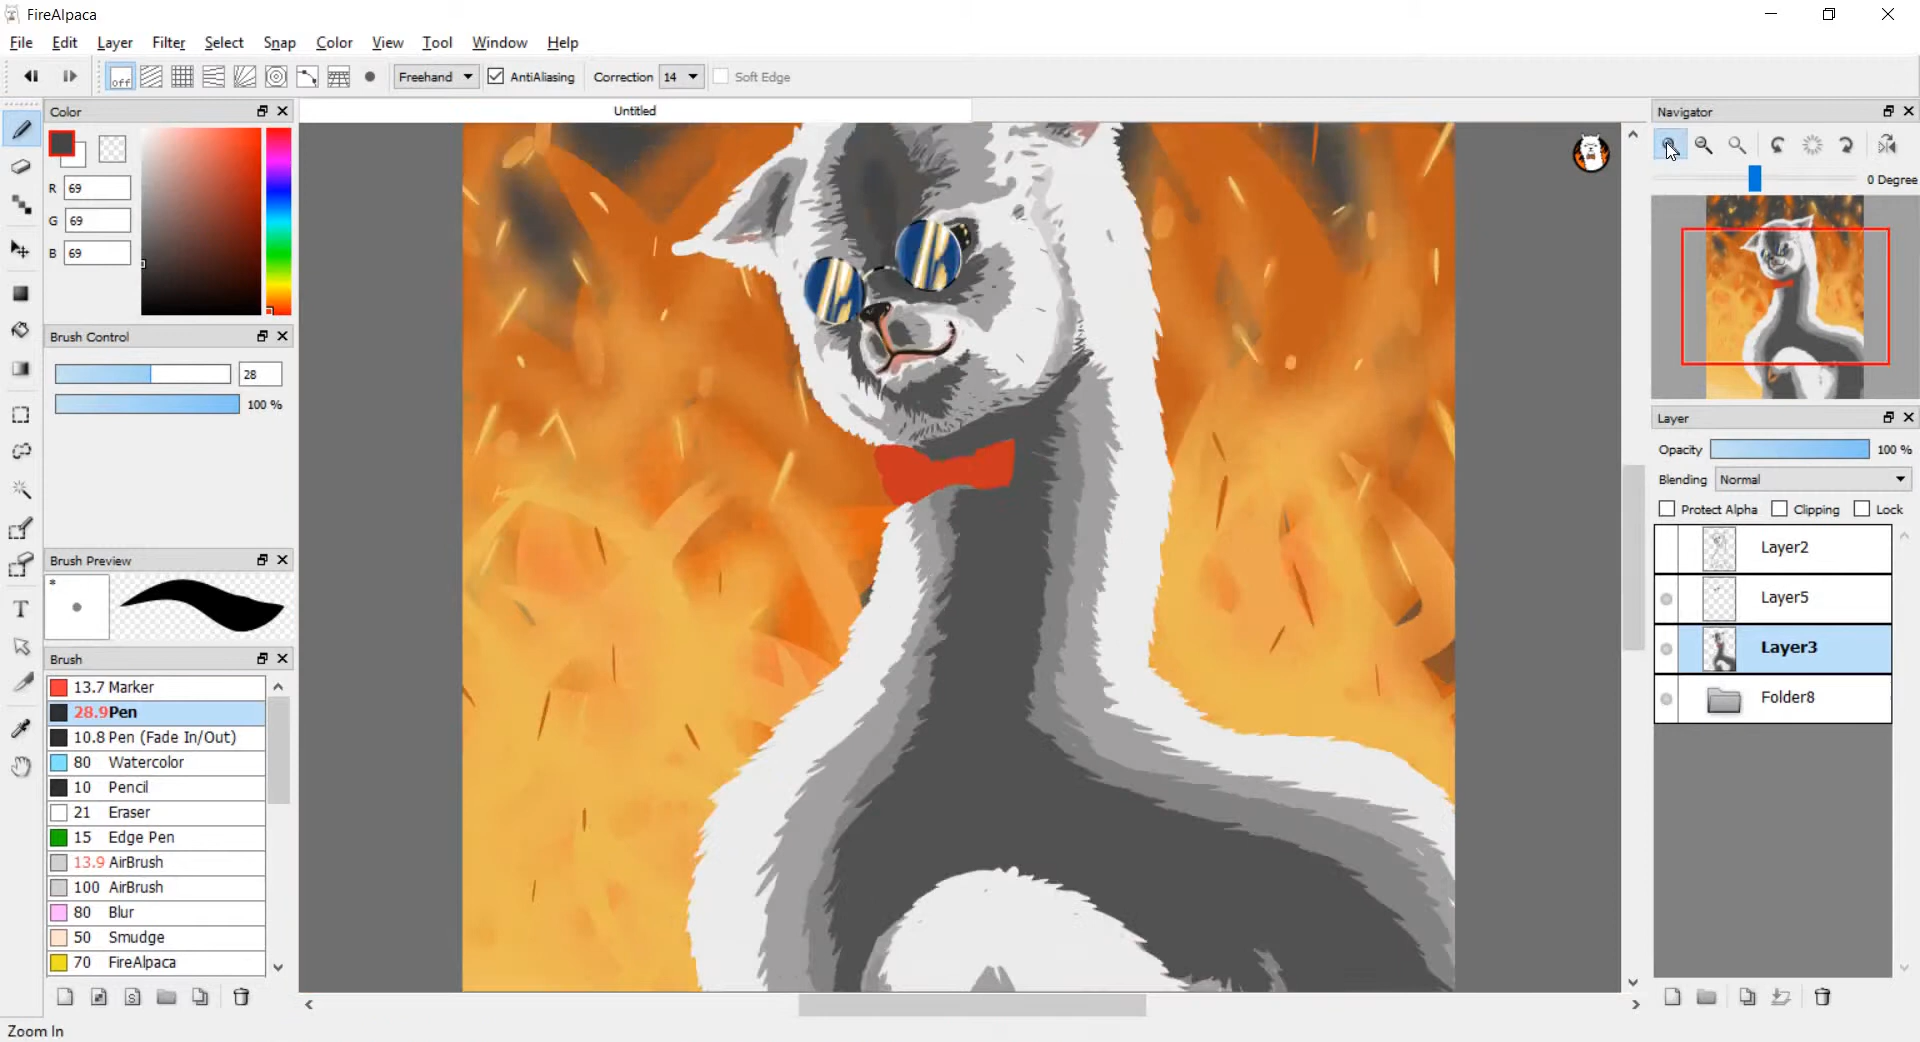 FireAlpaca
File Edit Layer Filter Select Snap Color View Tool Window Help
off Freehand AntiAliasing Correction 14 Soft Edge
Color
R 69
G 69
B 69
Brush Control
28
100 %
Brush Preview
*
Brush
13.7 Marker
28.9 Pen
10.8 Pen (Fade In/Out)
80 Watercolor
10 Pencil
21 Eraser
15 Edge Pen
13.9 AirBrush
100 AirBrush
80 Blur
50 Smudge
70 FireAlpaca
T
S
Untitled
Navigator
0 Degree
Layer
Opacity 100 %
Blending Normal
Protect Alpha Clipping Lock
Layer2
Layer5
Layer3
Folder8
Zoom In